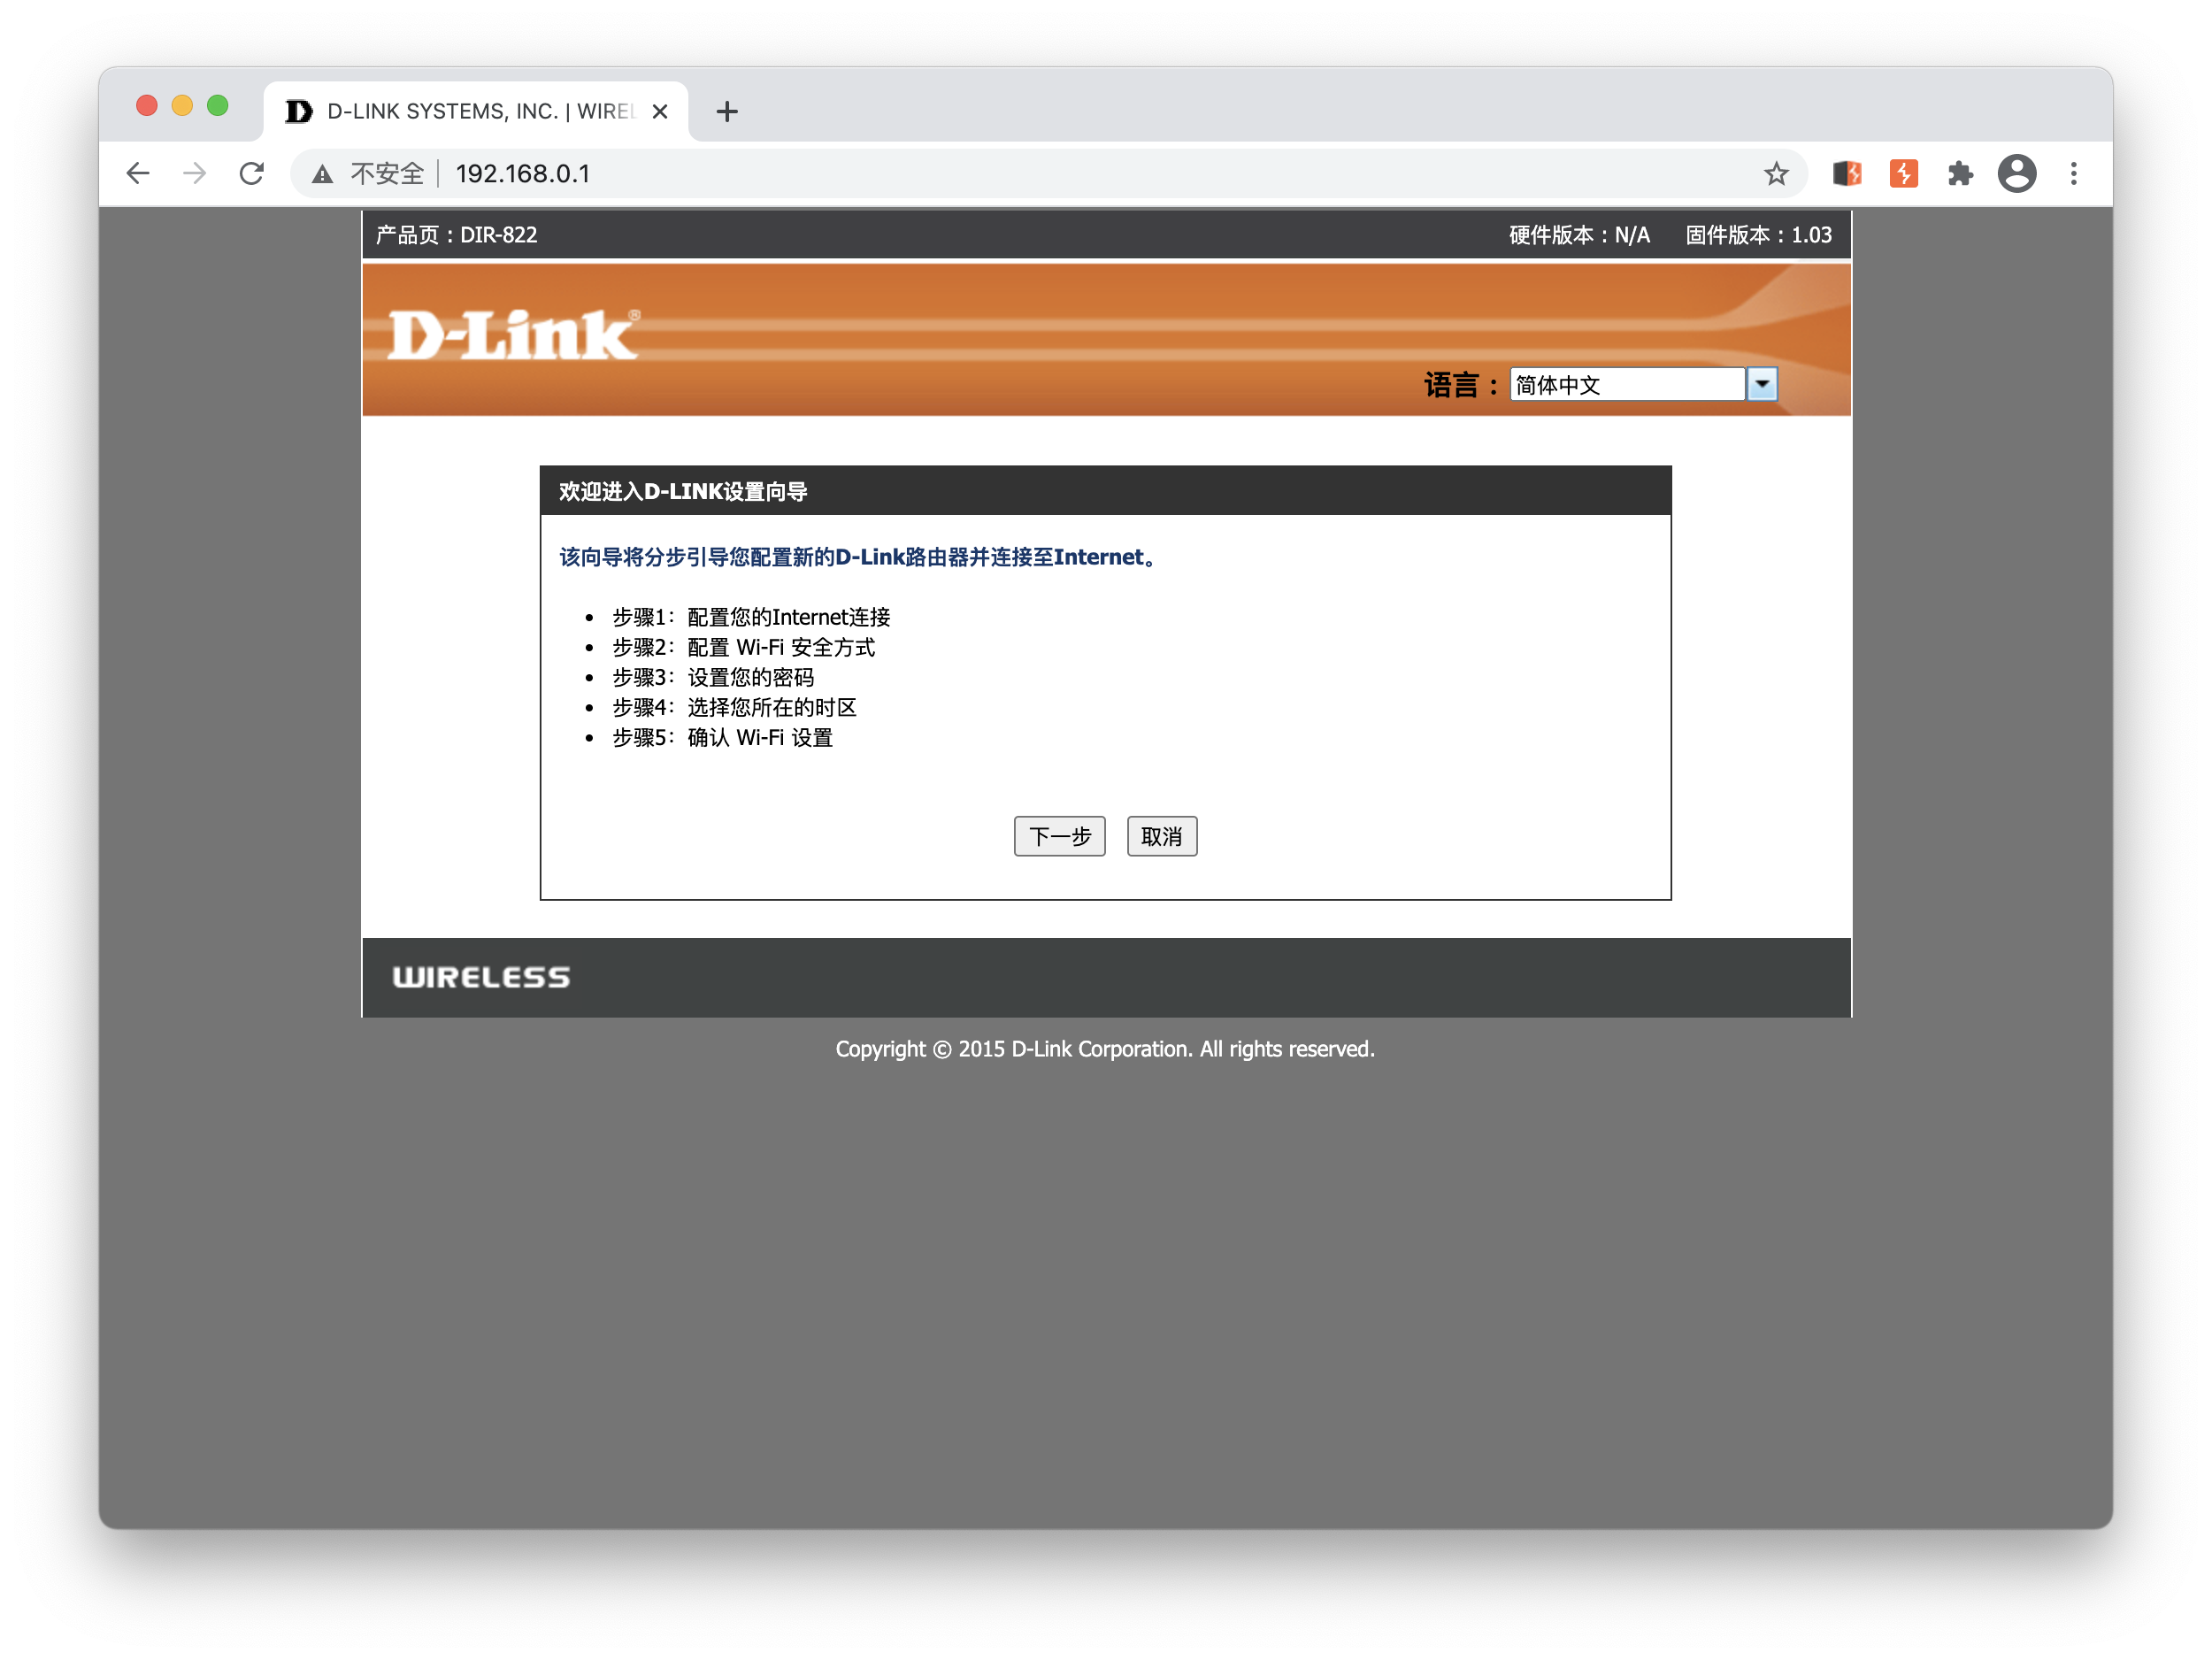 D-LINK SYSTEMS, INC. | WIREL
不安全 192.168.0.1
产品页：DIR-822 硬件版本：N/A 固件版本：1.03
D-Link®
语言： 简体中文
欢迎进入D-LINK设置向导
该向导将分步引导您配置新的D-Link路由器并连接至Internet。
• 步骤1：配置您的Internet连接
• 步骤2：配置 Wi-Fi 安全方式
• 步骤3：设置您的密码
• 步骤4：选择您所在的时区
• 步骤5：确认 Wi-Fi 设置
下一步 取消
WIRELESS
Copyright © 2015 D-Link Corporation. All rights reserved.